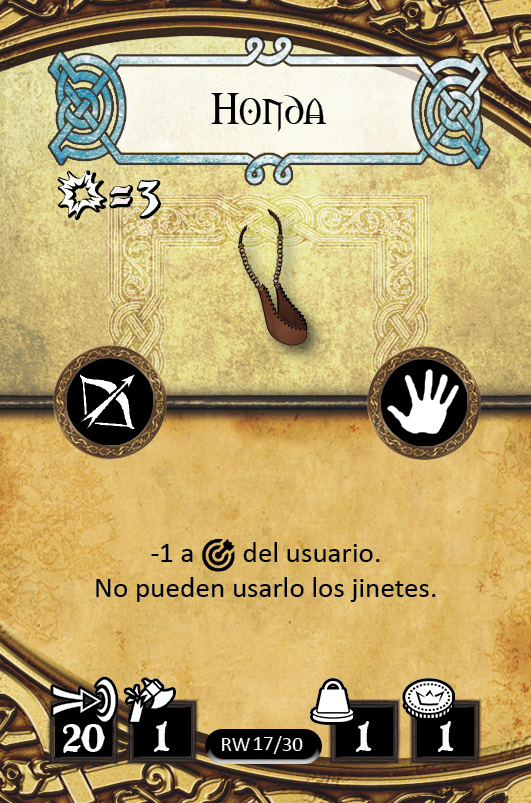 Honda
=3
-1 a del usuario.
No pueden usarlo los jinetes.
20 1 RW 17/30 1 1